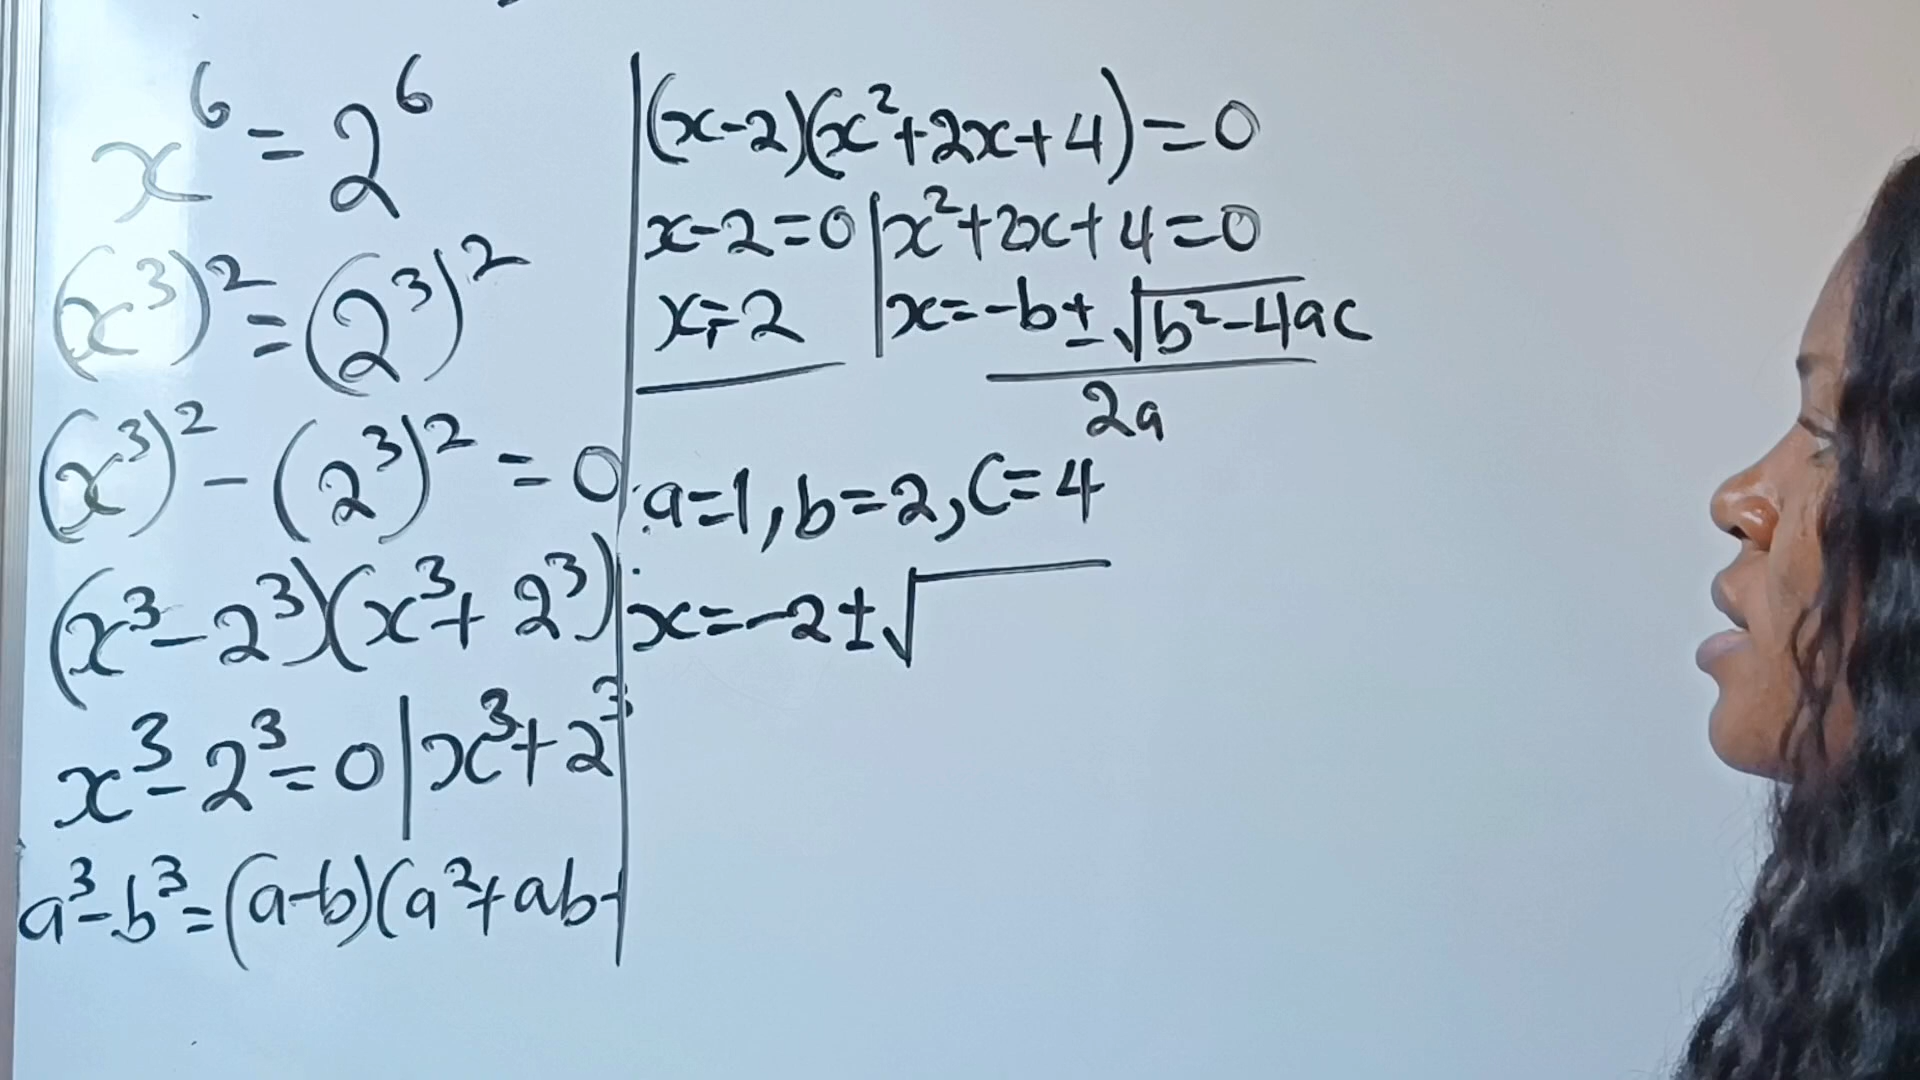 x⁶ = 2⁶
(x³)² = (2³)²
(x³)² - (2³)² = 0
(x³ - 2³)(x³ + 2³)
x³ - 2³ = 0 | x³ + 2³
a³ - b³ = (a-b)(a² + ab +
(x-2)(x²+2x+4) = 0
x-2=0 | x²+2x+4=0
x=2 | x = -b ± √b²-4ac
2a
a=1, b=2, c=4
x = -2 ± √